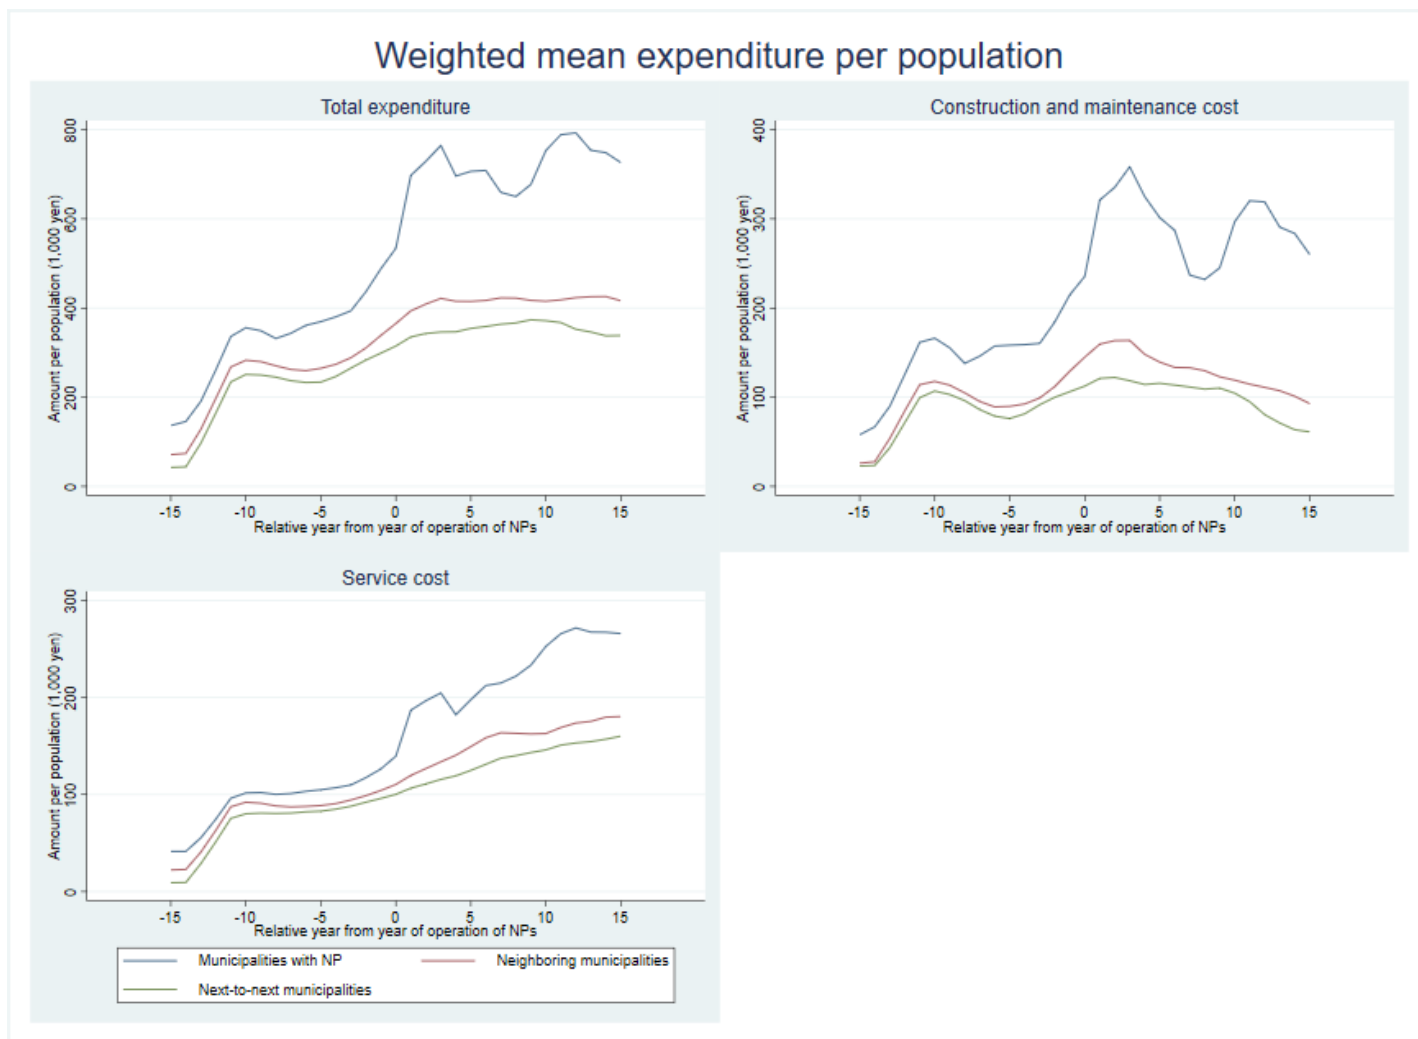 Weighted mean expenditure per population
Total expenditure
Amount per population (1,000 yen)
800
600
400
200
0
-15 -10 -5 0 5 10 15
Relative year from year of operation of NPs
Construction and maintenance cost
Amount per population (1,000 yen)
400
300
200
100
0
-15 -10 -5 0 5 10 15
Relative year from year of operation of NPs
Service cost
Amount per population (1,000 yen)
300
200
100
0
-15 -10 -5 0 5 10 15
Relative year from year of operation of NPs
Municipalities with NP Neighboring municipalities
Next-to-next municipalities